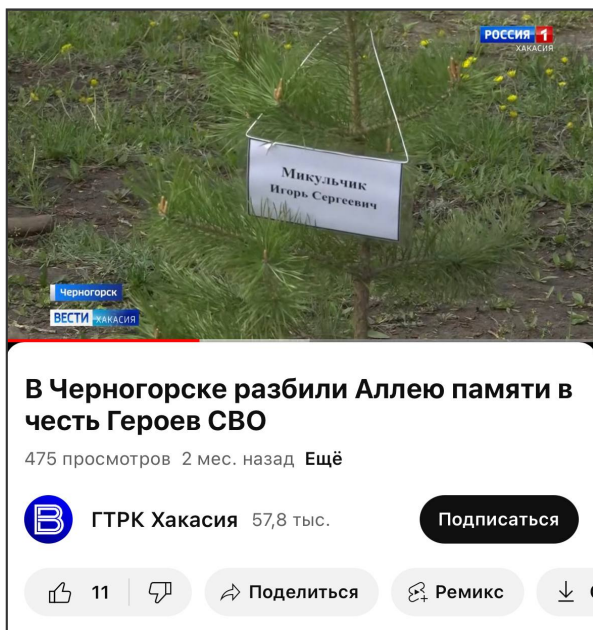 РОССИЯ 1
ХАКАСИЯ
Микульчик
Игорь Сергеевич
Черногорск
ВЕСТИ ХАКАСИЯ
В Черногорске разбили Аллею памяти в
честь Героев СВО
475 просмотров 2 мес. назад Ещё
В
ГТРК Хакасия 57,8 тыс.
Подписаться
11
Поделиться
Ремикс